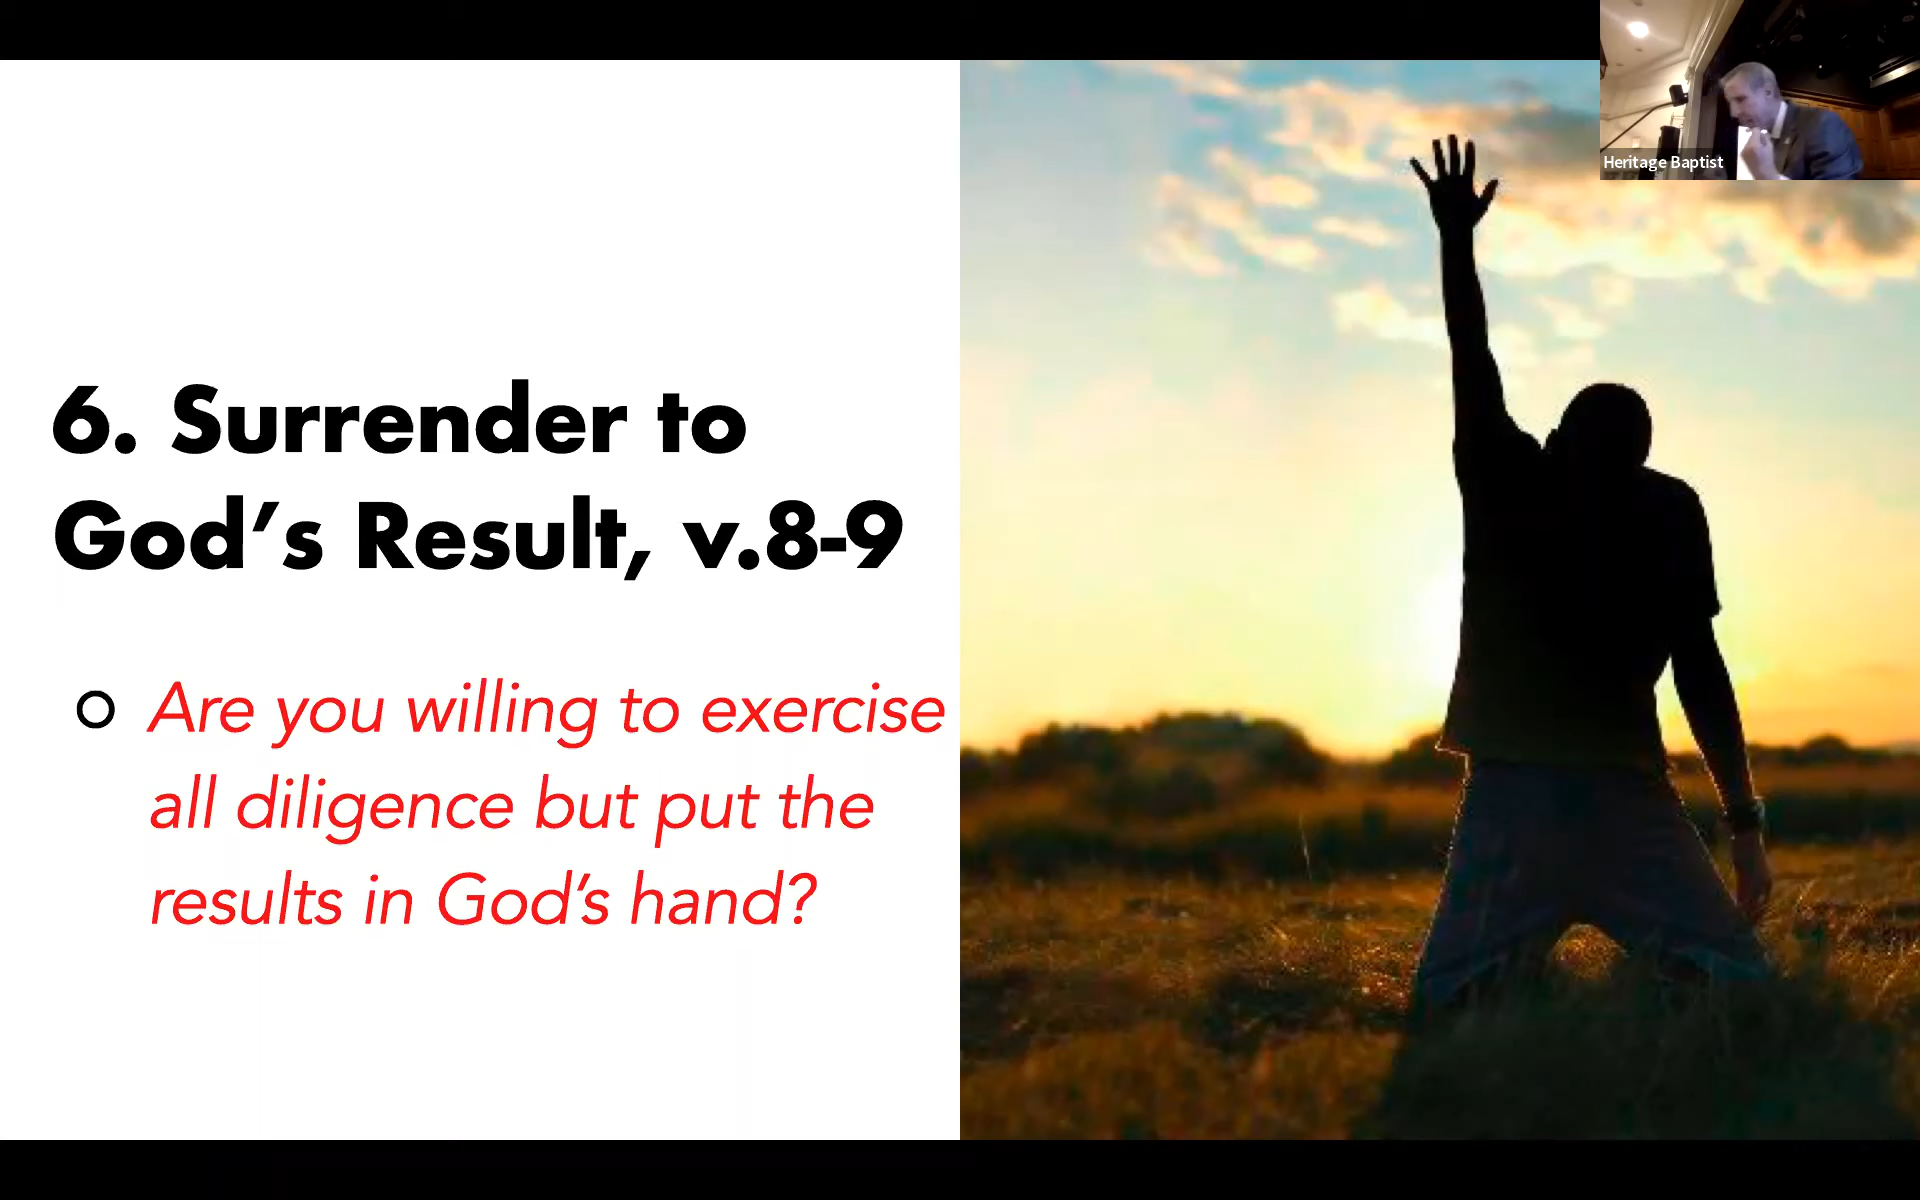 6. Surrender to
God’s Result, v.8-9
Are you willing to exercise
all diligence but put the
results in God’s hand?
Heritage Baptist